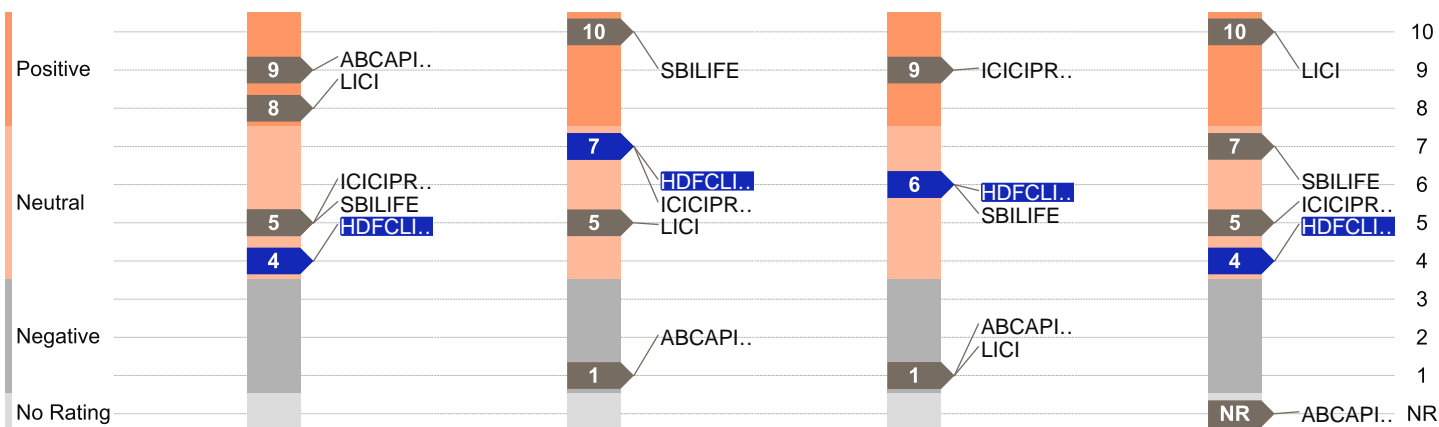 Positive
Neutral
Negative
No Rating
9
ABCAPI..
LICI
8
ICICIPR..
SBILIFE
5
HDFCLI..
4
10
SBILIFE
7
HDFCLI..
ICICIPR..
5
LICI
ABCAPI..
1
9
ICICIPR..
6
HDFCLI..
SBILIFE
ABCAPI..
LICI
1
10
LICI
7
SBILIFE
ICICIPR..
5
HDFCLI..
4
NR
ABCAPI..
10
9
8
7
6
5
4
3
2
1
NR